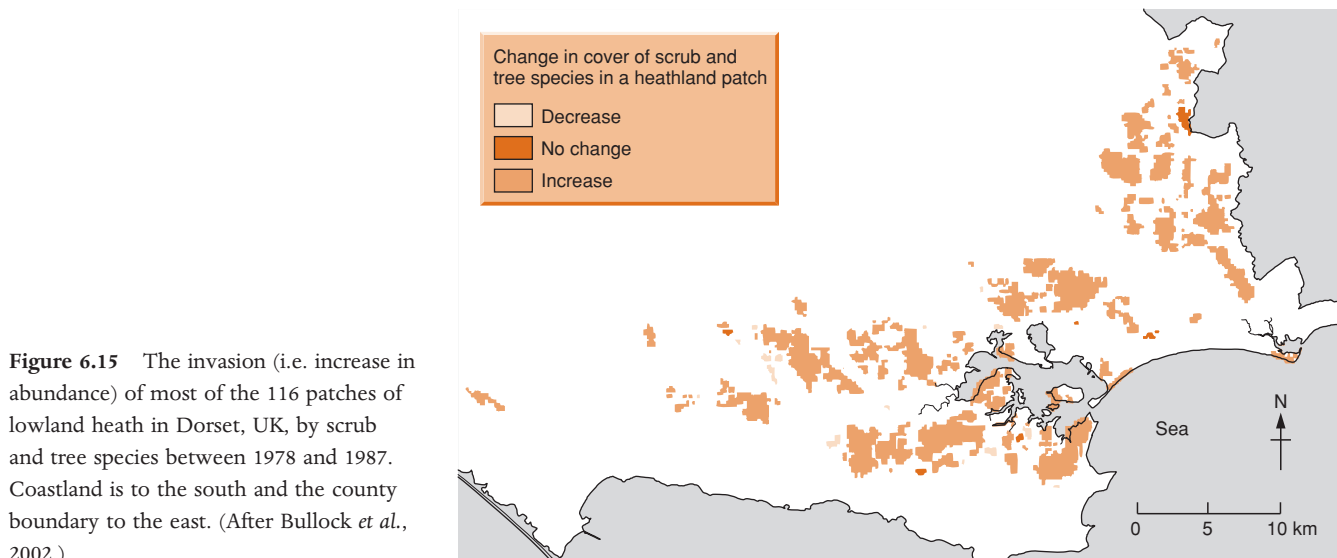 Change in cover of scrub and
tree species in a heathland patch
Decrease
No change
Increase
Figure 6.15 The invasion (i.e. increase in
abundance) of most of the 116 patches of
lowland heath in Dorset, UK, by scrub
and tree species between 1978 and 1987.
Coastland is to the south and the county
boundary to the east. (After Bullock et al.,
2002.)
N
Sea
0 5 10 km